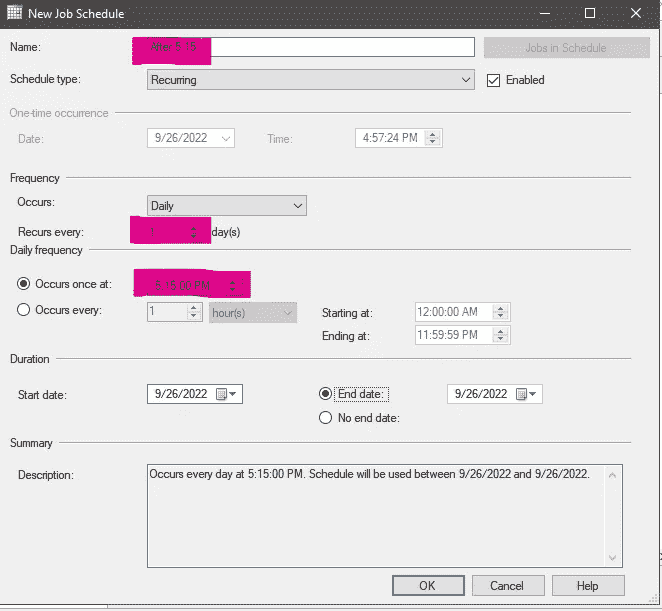 New Job Schedule
Name: After 5:15 Jobs in Schedule
Schedule type: Recurring Enabled
One-time occurrence
Date: 9/26/2022 Time: 4:57:24 PM
Frequency
Occurs: Daily
Recurs every: 1 day(s)
Daily frequency
Occurs once at: 5:15:00 PM
Occurs every: 1 hour(s) Starting at: 12:00:00 AM
Ending at: 11:59:59 PM
Duration
Start date: 9/26/2022 End date: 9/26/2022
No end date:
Summary
Description: Occurs every day at 5:15:00 PM. Schedule will be used between 9/26/2022 and 9/26/2022.
OK Cancel Help